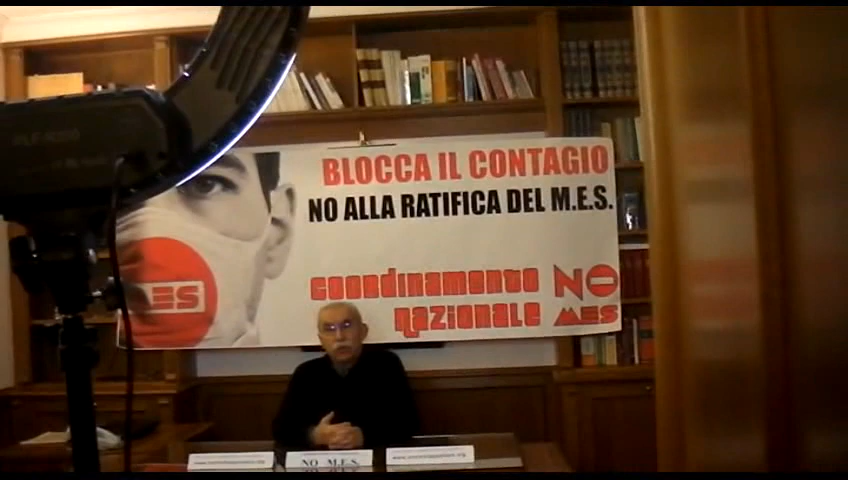 BLOCCA IL CONTAGIO
NO ALLA RATIFICA DEL M.E.S.
MES
COORDINAMENTO
NAZIONALE
NO
MES
NO M.E.S.